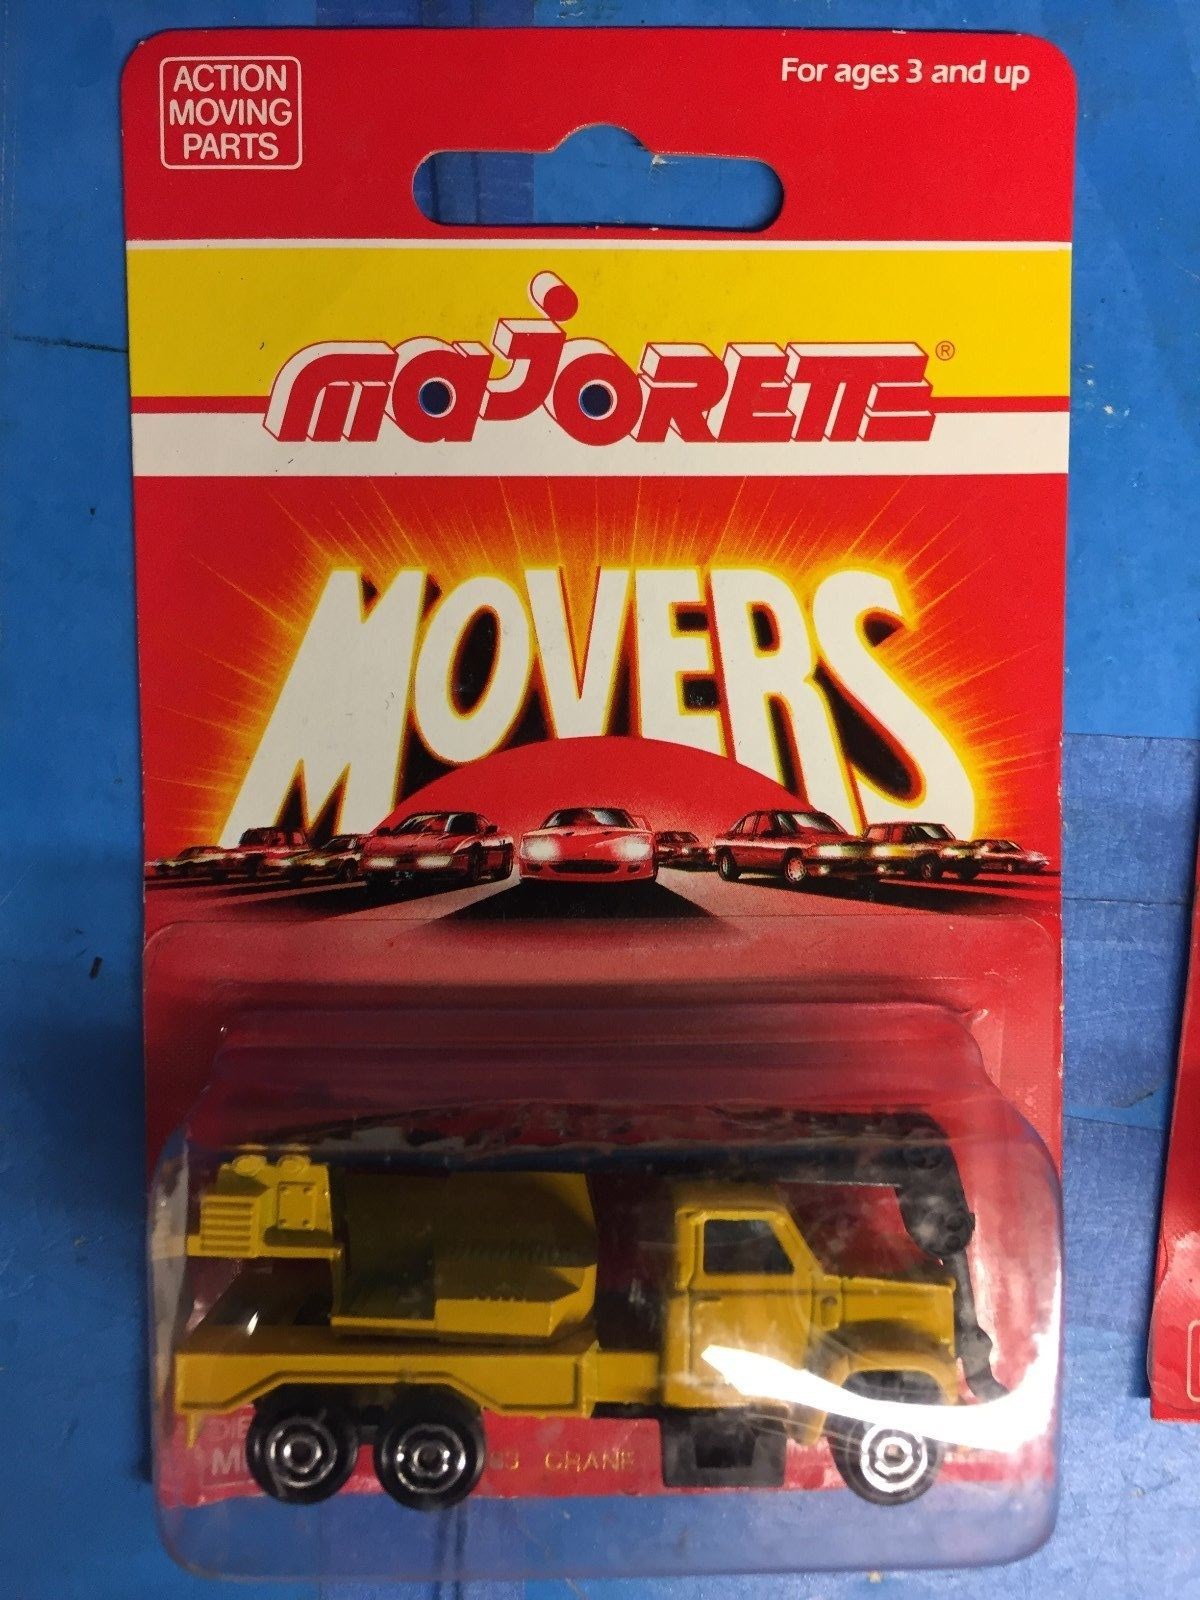 ACTION
MOVING
PARTS
For ages 3 and up
majORETTE ®
MOVERS
CRANE